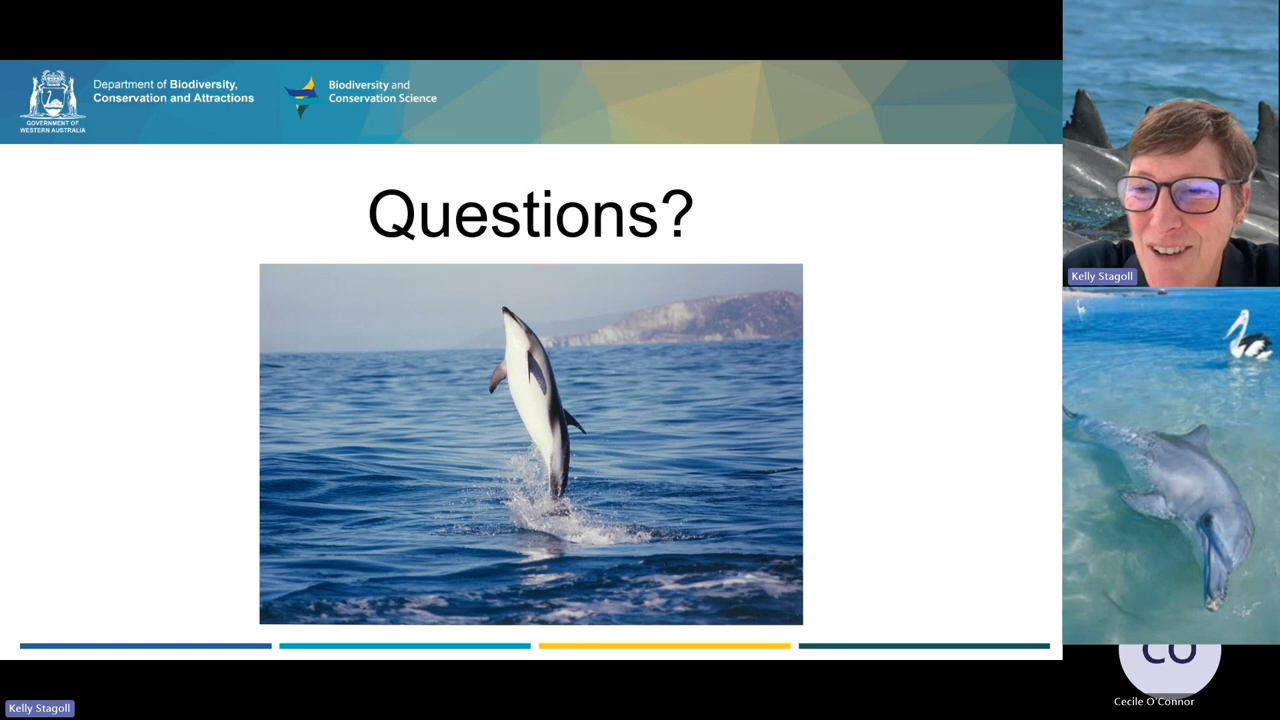 Department of Biodiversity,
Conservation and Attractions
GOVERNMENT OF
WESTERN AUSTRALIA
Biodiversity and
Conservation Science
Questions?
Kelly Stagoll
CO
Cecile O'Connor
Kelly Stagoll